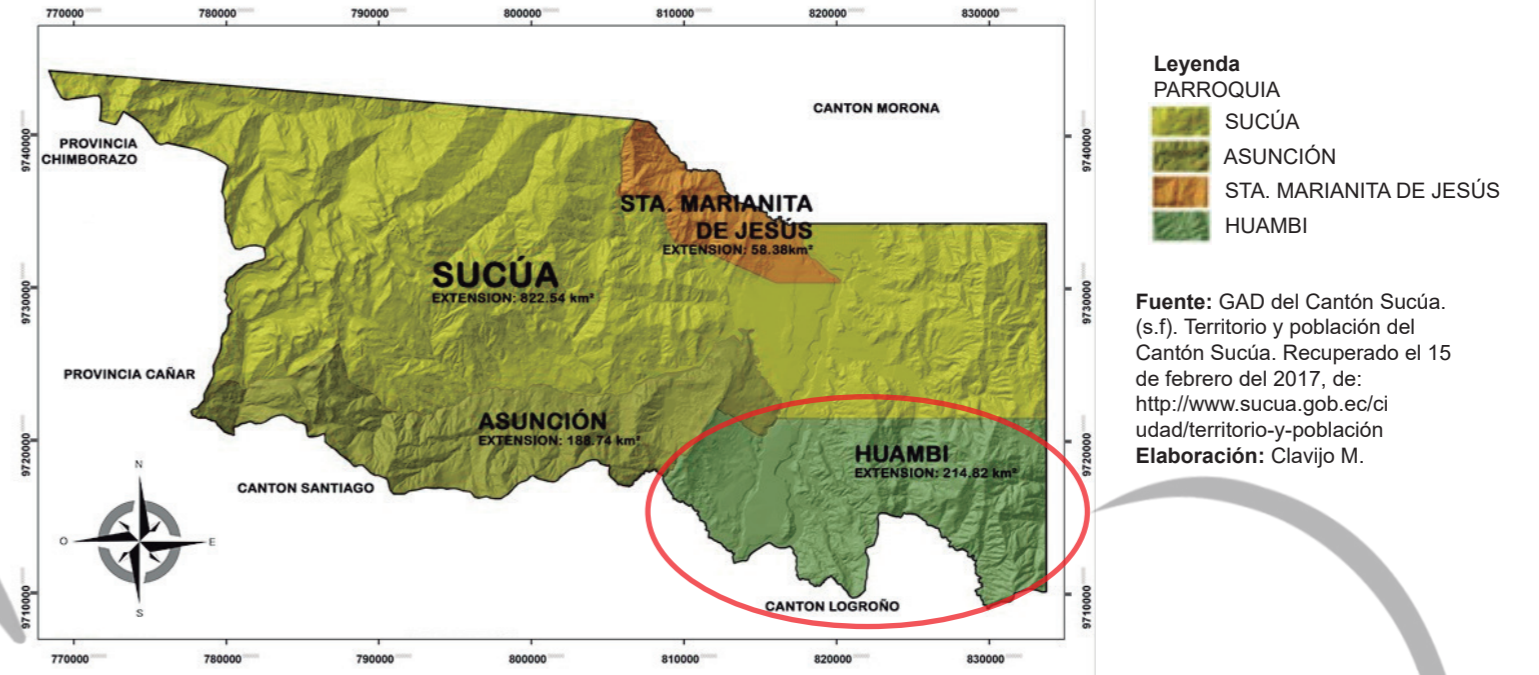 770000
780000
790000
800000
810000
820000
830000
9740000
9730000
9720000
9710000
CANTON MORONA
PROVINCIA
CHIMBORAZO
STA. MARIANITA
DE JESÚS
EXTENSION: 58.38km²
SUCÚA
EXTENSION: 822.54 km²
PROVINCIA CAÑAR
ASUNCIÓN
EXTENSION: 188.74 km²
HUAMBI
EXTENSION: 214.82 km²
CANTON SANTIAGO
CANTON LOGROÑO
N
O
E
S
9740000
9730000
9720000
9710000
770000
780000
790000
800000
810000
820000
830000
Leyenda
PARROQUIA
SUCÚA
ASUNCIÓN
STA. MARIANITA DE JESÚS
HUAMBI
Fuente: GAD del Cantón Sucúa.
(s.f). Territorio y población del
Cantón Sucúa. Recuperado el 15
de febrero del 2017, de:
http://www.sucua.gob.ec/ci
udad/territorio-y-población
Elaboración: Clavijo M.